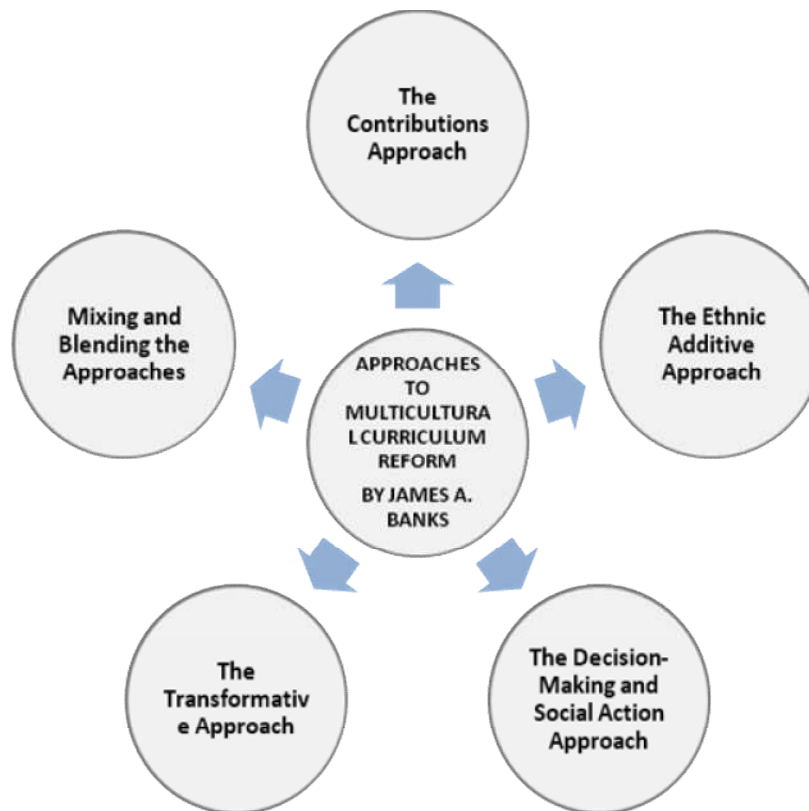 The
Contributions
Approach
Mixing and
Blending the
Approaches
The Ethnic
Additive
Approach
APPROACHES
TO
MULTICULTURA
L CURRICULUM
REFORM
BY JAMES A.
BANKS
The
Transformativ
e Approach
The Decision-
Making and
Social Action
Approach